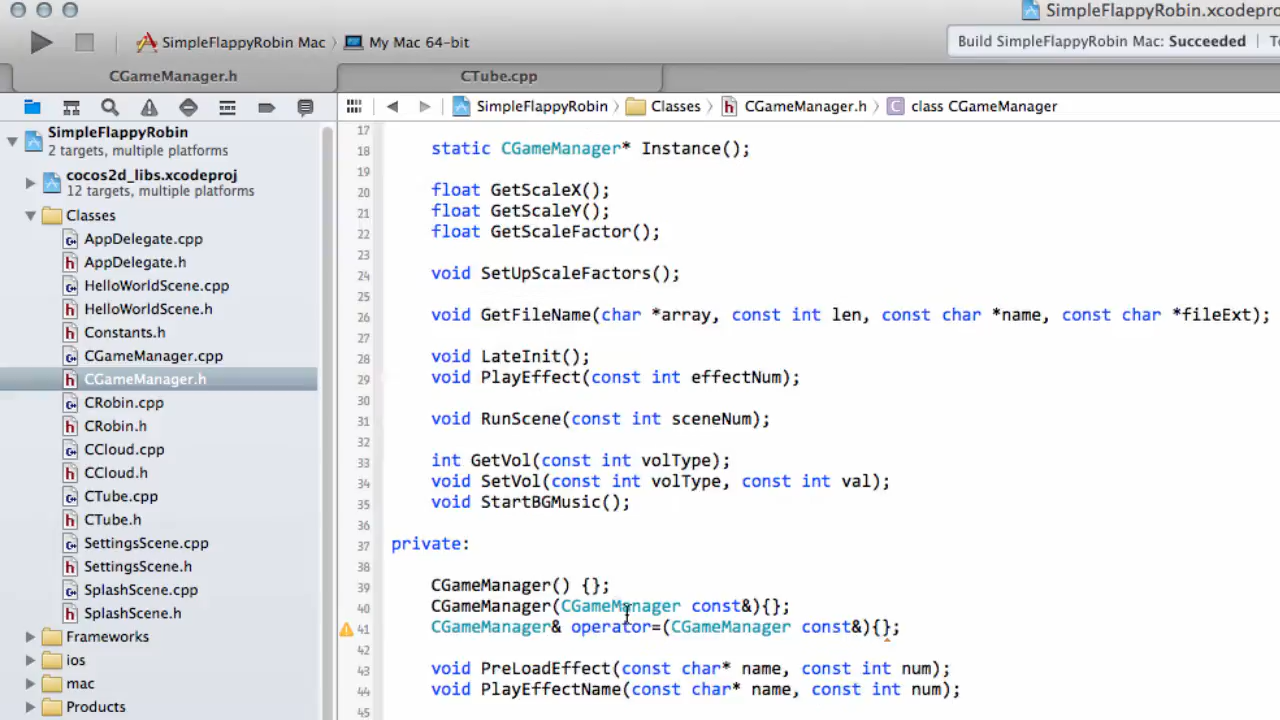 SimpleFlappyRobin.xcodeproj
SimpleFlappyRobin Mac
My Mac 64-bit
Build SimpleFlappyRobin Mac: Succeeded
CGameManager.h
CTube.cpp
SimpleFlappyRobin
Classes
CGameManager.h
class CGameManager
SimpleFlappyRobin
2 targets, multiple platforms
cocos2d_libs.xcodeproj
12 targets, multiple platforms
Classes
AppDelegate.cpp
AppDelegate.h
HelloWorldScene.cpp
HelloWorldScene.h
Constants.h
CGameManager.cpp
CGameManager.h
CRobin.cpp
CRobin.h
CCloud.cpp
CCloud.h
CTube.cpp
CTube.h
SettingsScene.cpp
SettingsScene.h
SplashScene.cpp
SplashScene.h
Frameworks
ios
mac
Products
17
18 static CGameManager* Instance();
19
20 float GetScaleX();
21 float GetScaleY();
22 float GetScaleFactor();
23
24 void SetUpScaleFactors();
25
26 void GetFileName(char *array, const int len, const char *name, const char *fileExt);
27
28 void LateInit();
29 void PlayEffect(const int effectNum);
30
31 void RunScene(const int sceneNum);
32
33 int GetVol(const int volType);
34 void SetVol(const int volType, const int val);
35 void StartBGMusic();
36
37 private:
38
39 CGameManager() {};
40 CGameManager(CGameManager const&){};
41 CGameManager& operator=(CGameManager const&){};
42
43 void PreLoadEffect(const char* name, const int num);
44 void PlayEffectName(const char* name, const int num);
45